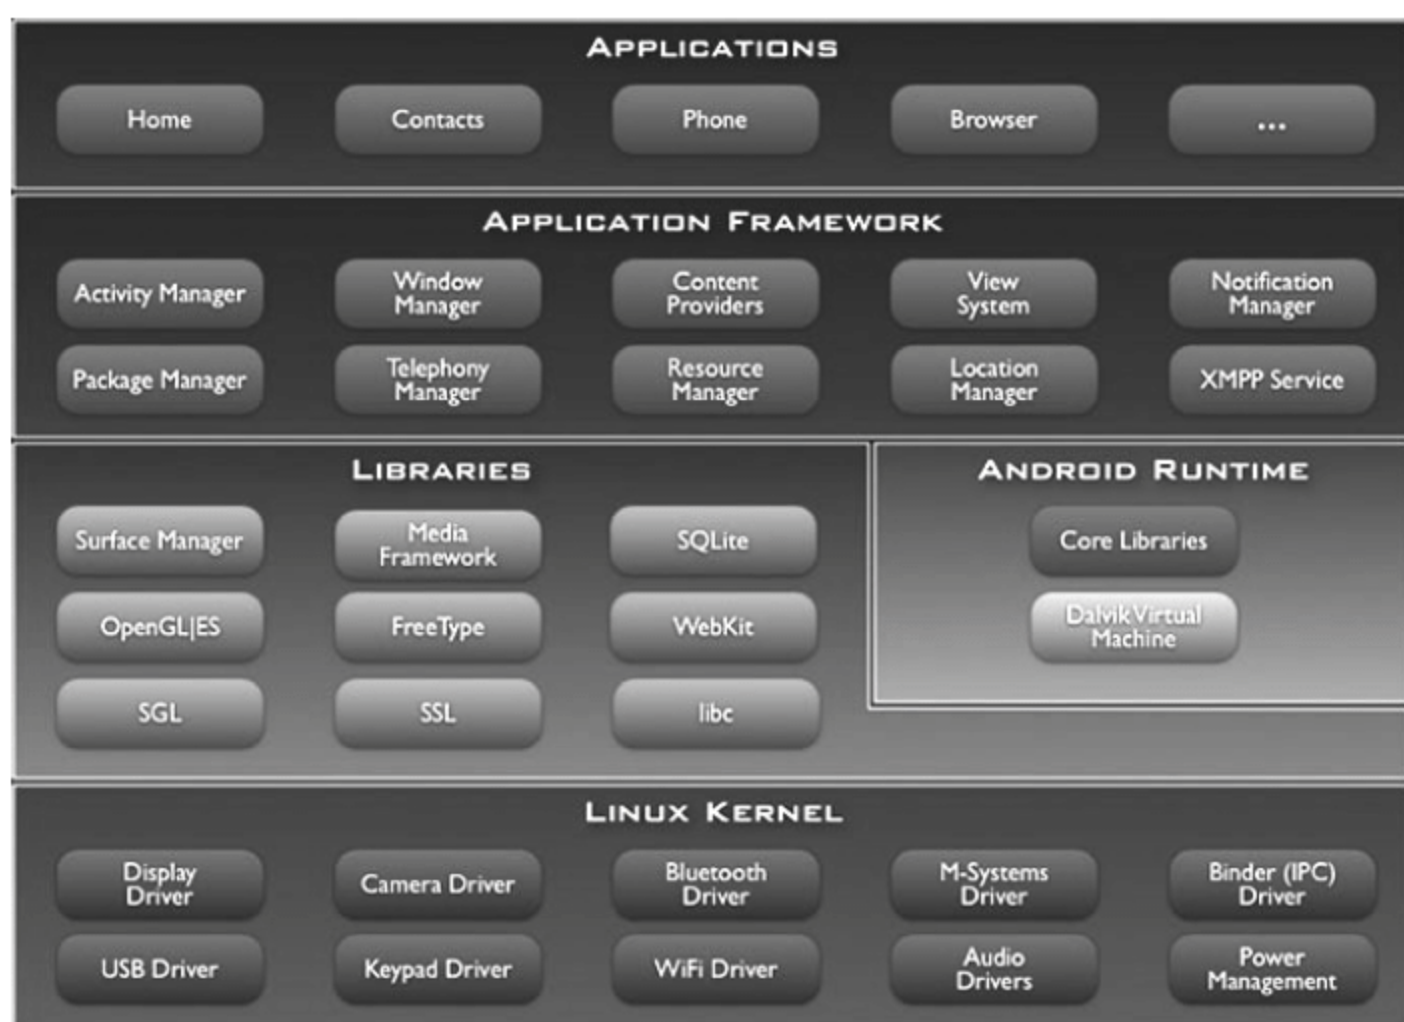 APPLICATIONS
Home
Contacts
Phone
Browser
...
APPLICATION FRAMEWORK
Activity Manager
Window
Manager
Content
Providers
View
System
Notification
Manager
Package Manager
Telephony
Manager
Resource
Manager
Location
Manager
XMPP Service
LIBRARIES
Surface Manager
Media
Framework
SQLite
OpenGL|ES
FreeType
WebKit
SGL
SSL
libc
ANDROID RUNTIME
Core Libraries
Dalvik Virtual
Machine
LINUX KERNEL
Display
Driver
Camera Driver
Bluetooth
Driver
M-Systems
Driver
Binder (IPC)
Driver
USB Driver
Keypad Driver
WiFi Driver
Audio
Drivers
Power
Management